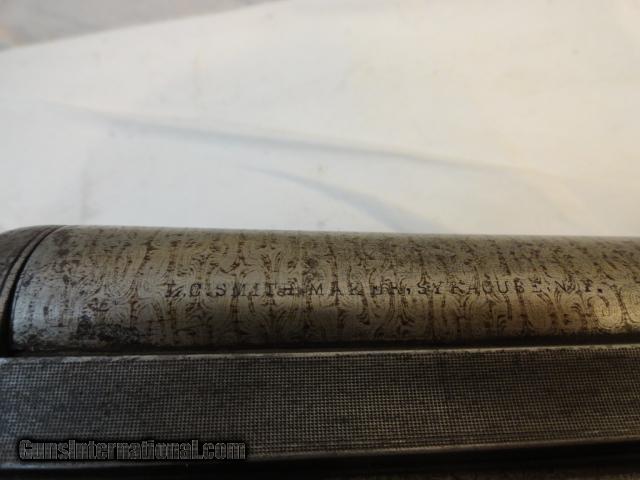 L.C. SMITH MAKER, SYRACUSE N.Y.
GunsInternational.com